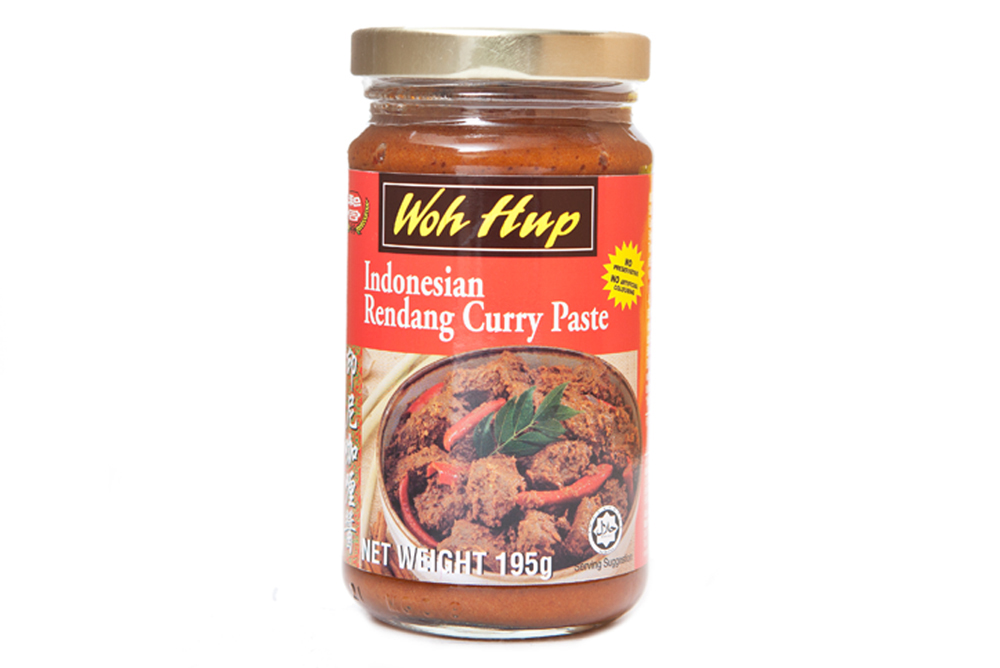 Woh Hup
Indonesian
Rendang Curry Paste
NO
PRESERVATIVE
NO ARTIFICIAL
COLOURING
NET WEIGHT 195g
Serving Suggestion